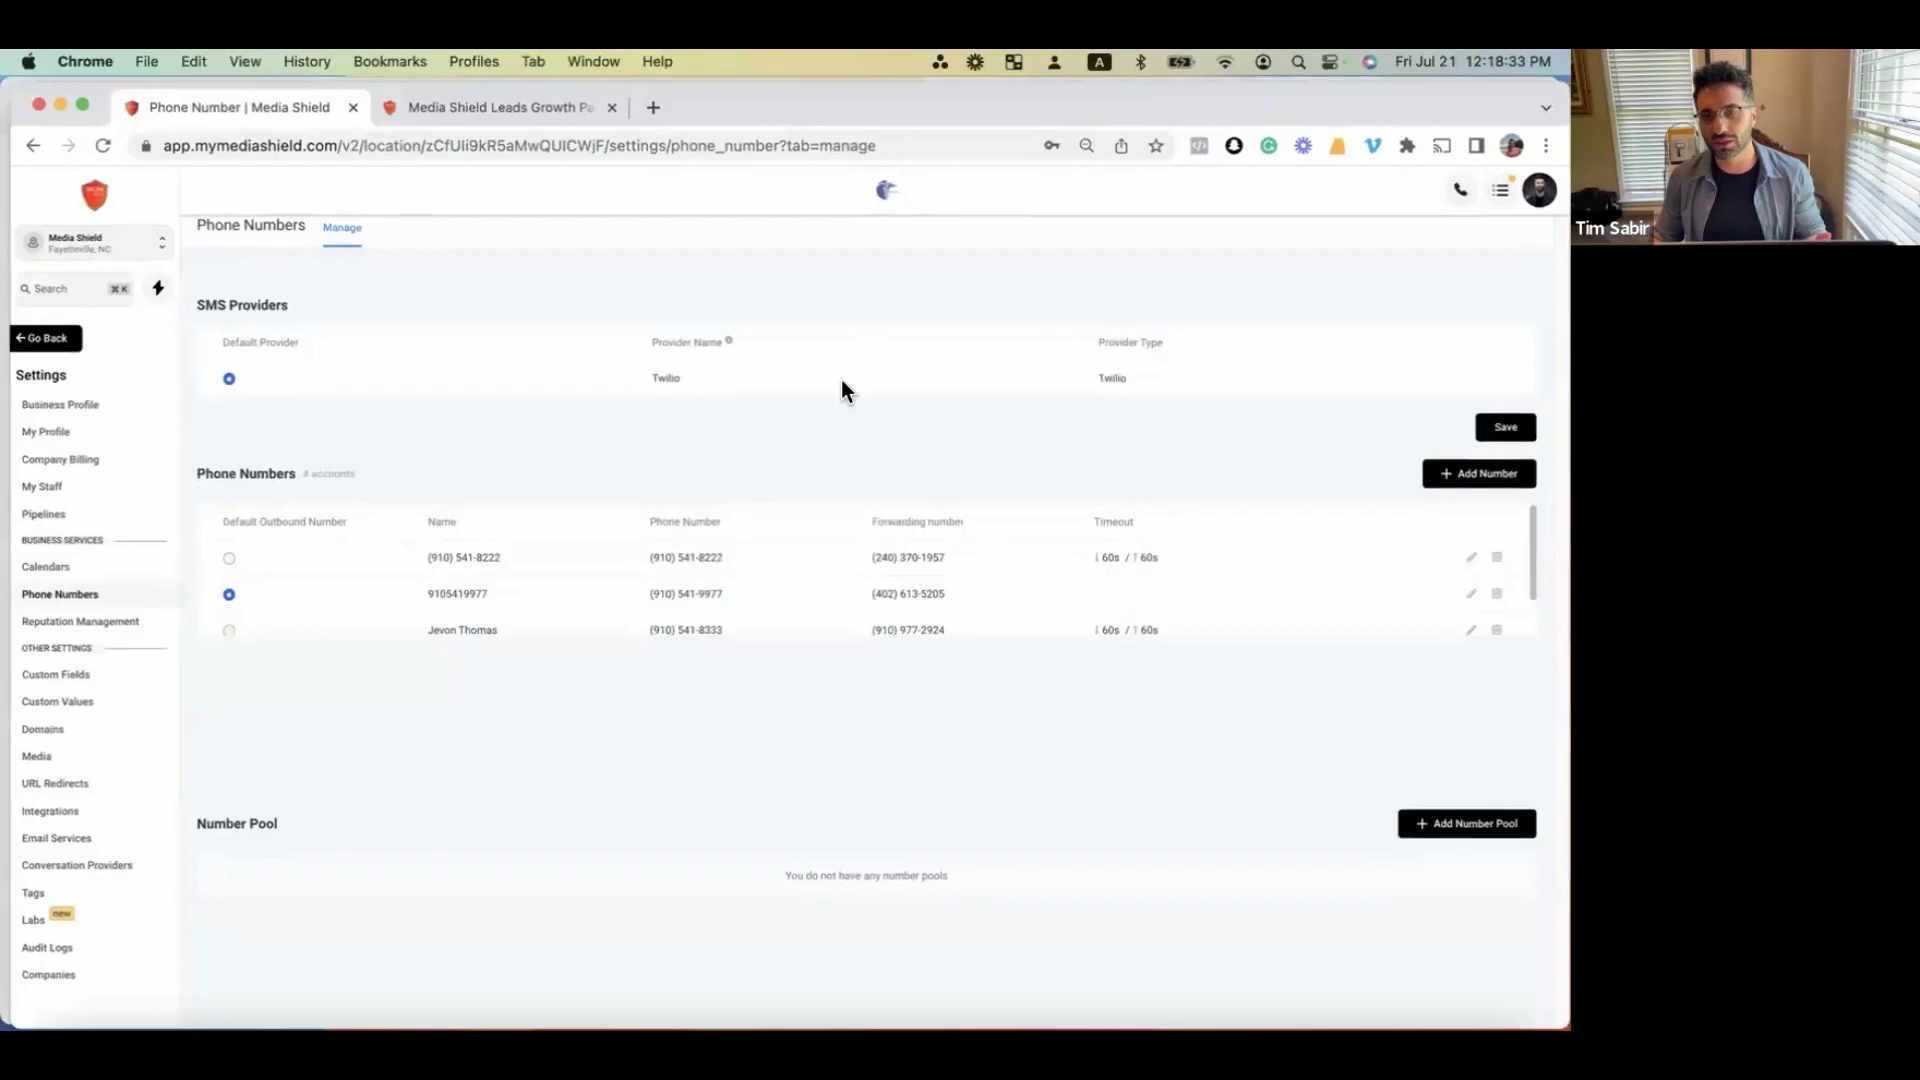 Chrome File Edit View History Bookmarks Profiles Tab Window Help A Fri Jul 21 12:18:33 PM
Phone Number | Media Shield
Media Shield Leads Growth Pa
app.mymediashield.com/v2/location/zCfUli9kR5aMwQUlCWjF/settings/phone_number?tab=manage
Tim Sabir
Media Shield
Fayetteville, NC
Search ⌘K
← Go Back
Settings
Business Profile
My Profile
Company Billing
My Staff
Pipelines
BUSINESS SERVICES
Calendars
Phone Numbers
Reputation Management
OTHER SETTINGS
Custom Fields
Custom Values
Domains
Media
URL Redirects
Integrations
Email Services
Conversation Providers
Tags
Labs new
Audit Logs
Companies
Phone Numbers Manage
SMS Providers
Default Provider Provider Name Provider Type
Twilio Twilio
Save
Phone Numbers 4 accounts
+ Add Number
Default Outbound Number Name Phone Number Forwarding number Timeout
(910) 541-8222 (910) 541-8222 (240) 370-1957 60s / 60s
9105419977 (910) 541-9977 (402) 613-5205
Jevon Thomas (910) 541-8333 (910) 977-2924 60s / 60s
Number Pool
+ Add Number Pool
You do not have any number pools